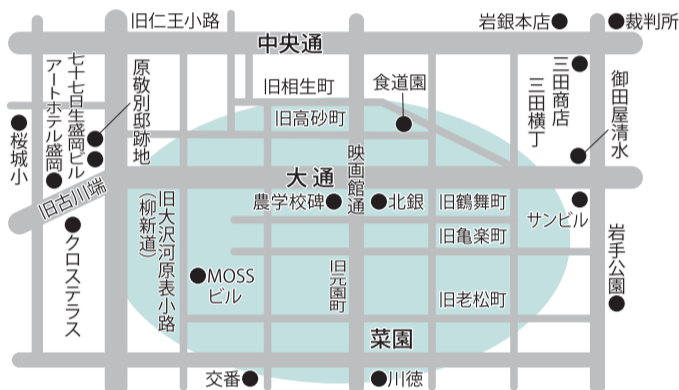 旧仁王小路
岩銀本店
裁判所
中央通
三田商店
三田横丁
御田屋清水
七十七日生盛岡ビル
アートホテル盛岡
原敬別邸跡地
旧相生町
食道園
旧高砂町
桜城小
映画館通
大通
農学校碑
北銀
旧鶴舞町
サンビル
旧古川端
旧大沢河原表小路
（柳新道）
旧亀楽町
岩手公園
クロステラス
MOSS
ビル
旧元園町
旧老松町
菜園
交番
川徳